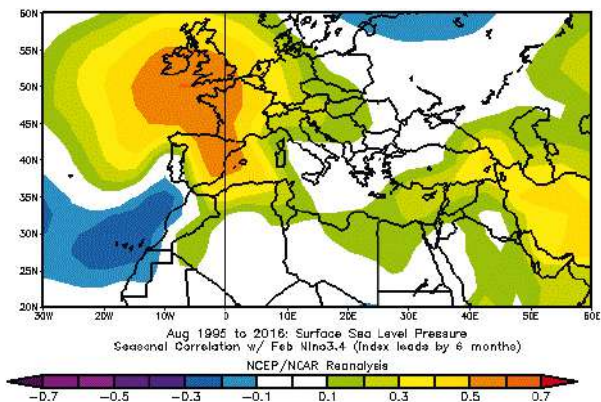 60N
55N
50N
45N
40N
35N
30N
25N
20N
30W 20W 10W 0 10E 20E 30E 40E 50E 60E
Aug 1995 to 2016: Surface Sea Level Pressure
Seasonal Correlation w/ Feb Nino3.4 (Index leads by 6 months)
NCEP/NCAR Reanalysis
-0.7 -0.5 -0.3 -0.1 0.1 0.3 0.5 0.7